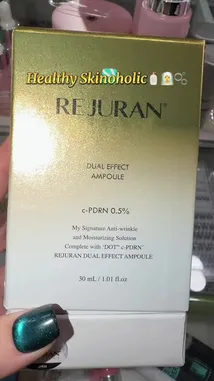 Healthy Skinoholic🧴🧖‍♀️🫧
REJURAN®
DUAL EFFECT
AMPOULE
c-PDRN 0.5%
My Signature Anti-wrinkle
and Moisturizing Solution
Complete with 'DOT™ c-PDRN'
REJURAN DUAL EFFECT AMPOULE
30 mL / 1.01 fl.oz